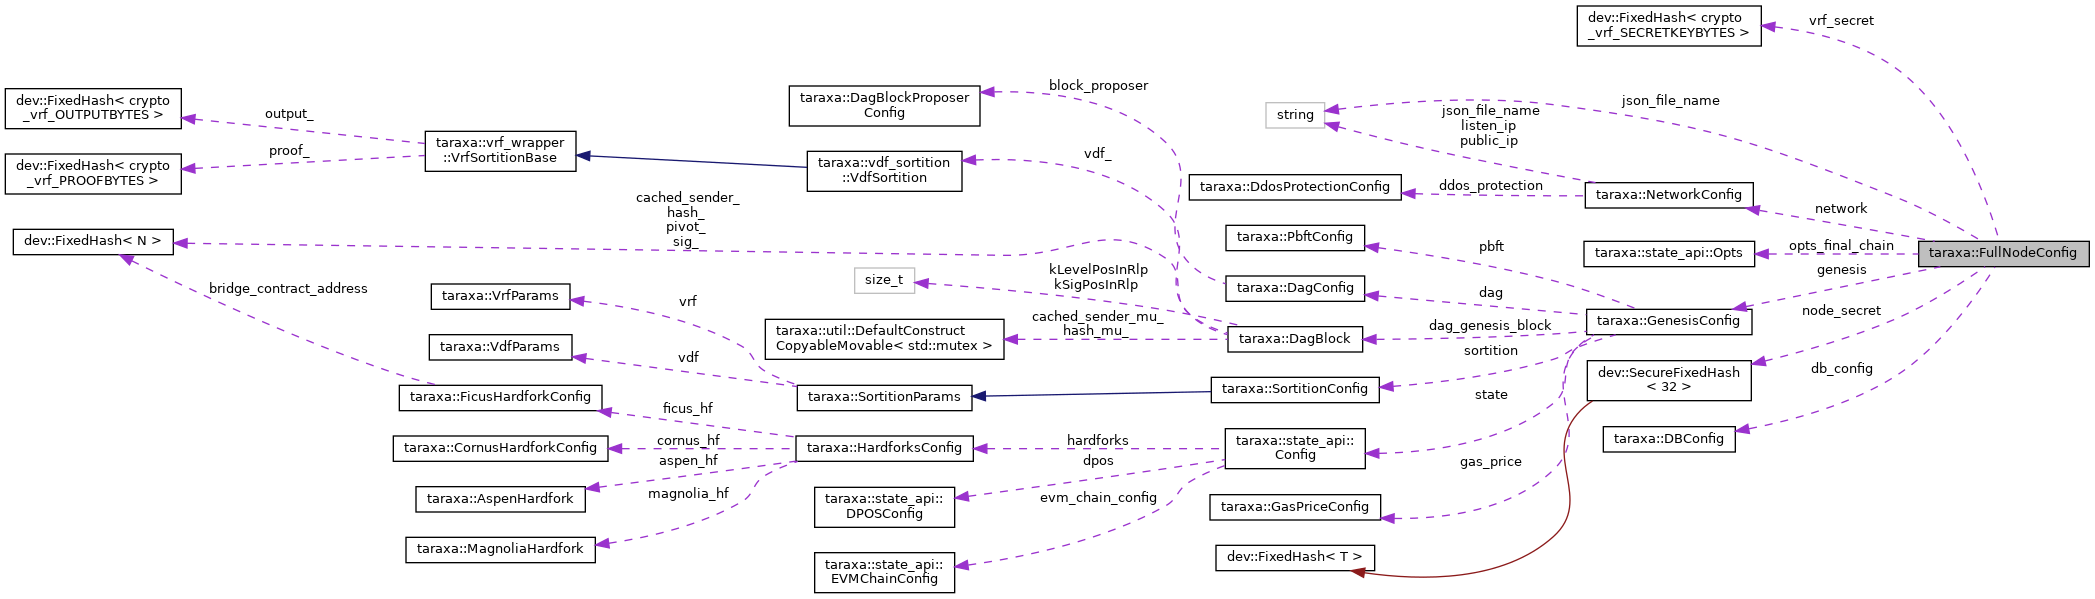 dev::FixedHash< crypto
_vrf_SECRETKEYBYTES >
vrf_secret
dev::FixedHash< crypto
_vrf_OUTPUTBYTES >
output_
dev::FixedHash< crypto
_vrf_PROOFBYTES >
proof_
taraxa::vrf_wrapper
::VrfSortitionBase
taraxa::DagBlockProposer
Config
block_proposer
taraxa::vdf_sortition
::VdfSortition
vdf_
string
json_file_name
json_file_name
listen_ip
public_ip
taraxa::DdosProtectionConfig
ddos_protection
taraxa::NetworkConfig
network
dev::FixedHash< N >
cached_sender_
hash_
pivot_
sig_
taraxa::PbftConfig
pbft
taraxa::state_api::Opts
opts_final_chain
taraxa::FullNodeConfig
genesis
size_t
kLevelPosInRlp
kSigPosInRlp
taraxa::DagConfig
dag
bridge_contract_address
taraxa::VrfParams
vrf
taraxa::util::DefaultConstruct
CopyableMovable< std::mutex >
cached_sender_mu_
hash_mu_
taraxa::DagBlock
dag_genesis_block
taraxa::GenesisConfig
node_secret
taraxa::VdfParams
vdf
sortition
dev::SecureFixedHash
< 32 >
db_config
taraxa::FicusHardforkConfig
ficus_hf
taraxa::SortitionParams
taraxa::SortitionConfig
state
taraxa::CornusHardforkConfig
cornus_hf
taraxa::HardforksConfig
hardforks
taraxa::state_api::
Config
taraxa::DBConfig
aspen_hf
dpos
gas_price
taraxa::AspenHardfork
magnolia_hf
taraxa::state_api::
DPOSConfig
evm_chain_config
taraxa::GasPriceConfig
taraxa::MagnoliaHardfork
taraxa::state_api::
EVMChainConfig
dev::FixedHash< T >